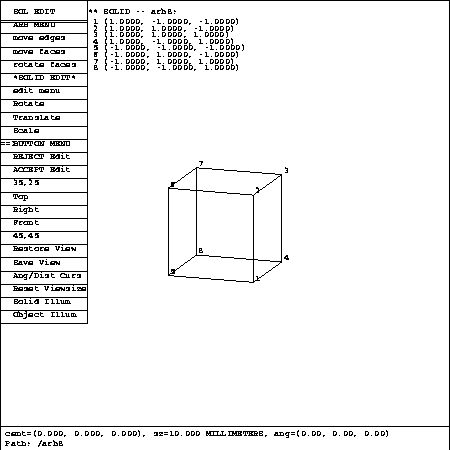 SOL EDIT
ARB MENU
move edges
move faces
rotate faces
*SOLID EDIT*
edit menu
Rotate
Translate
Scale
==BUTTON MENU
REJECT Edit
ACCEPT Edit
35,25
Top
Right
Front
45,45
Restore View
Save View
Ang/Dist Curs
Reset Viewsize
Solid Illum
Object Illum
** SOLID -- arb8:
1 (1.0000, -1.0000, -1.0000)
2 (1.0000, 1.0000, -1.0000)
3 (1.0000, 1.0000, 1.0000)
4 (1.0000, -1.0000, 1.0000)
5 (-1.0000, -1.0000, -1.0000)
6 (-1.0000, 1.0000, -1.0000)
7 (-1.0000, 1.0000, 1.0000)
8 (-1.0000, -1.0000, 1.0000)
7
3
6
2
8
4
5
1
cent=(0.000, 0.000, 0.000), sz=10.000 MILLIMETERS, ang=(0.00, 0.00, 0.00)
Path: /arb8